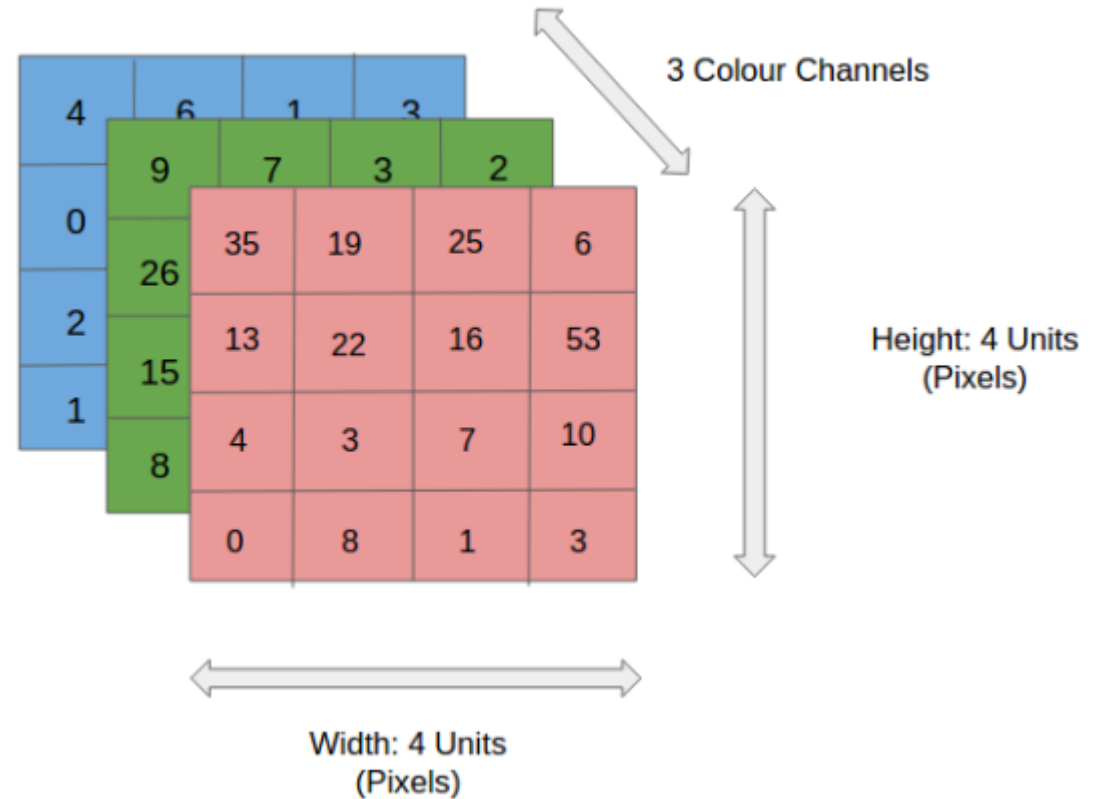 3 Colour Channels
4 6 1 3
9 7 3 2
0
35 19 25 6
26
2
13 22 16 53
15
1
4 3 7 10
8
0 8 1 3
Height: 4 Units
(Pixels)
Width: 4 Units
(Pixels)